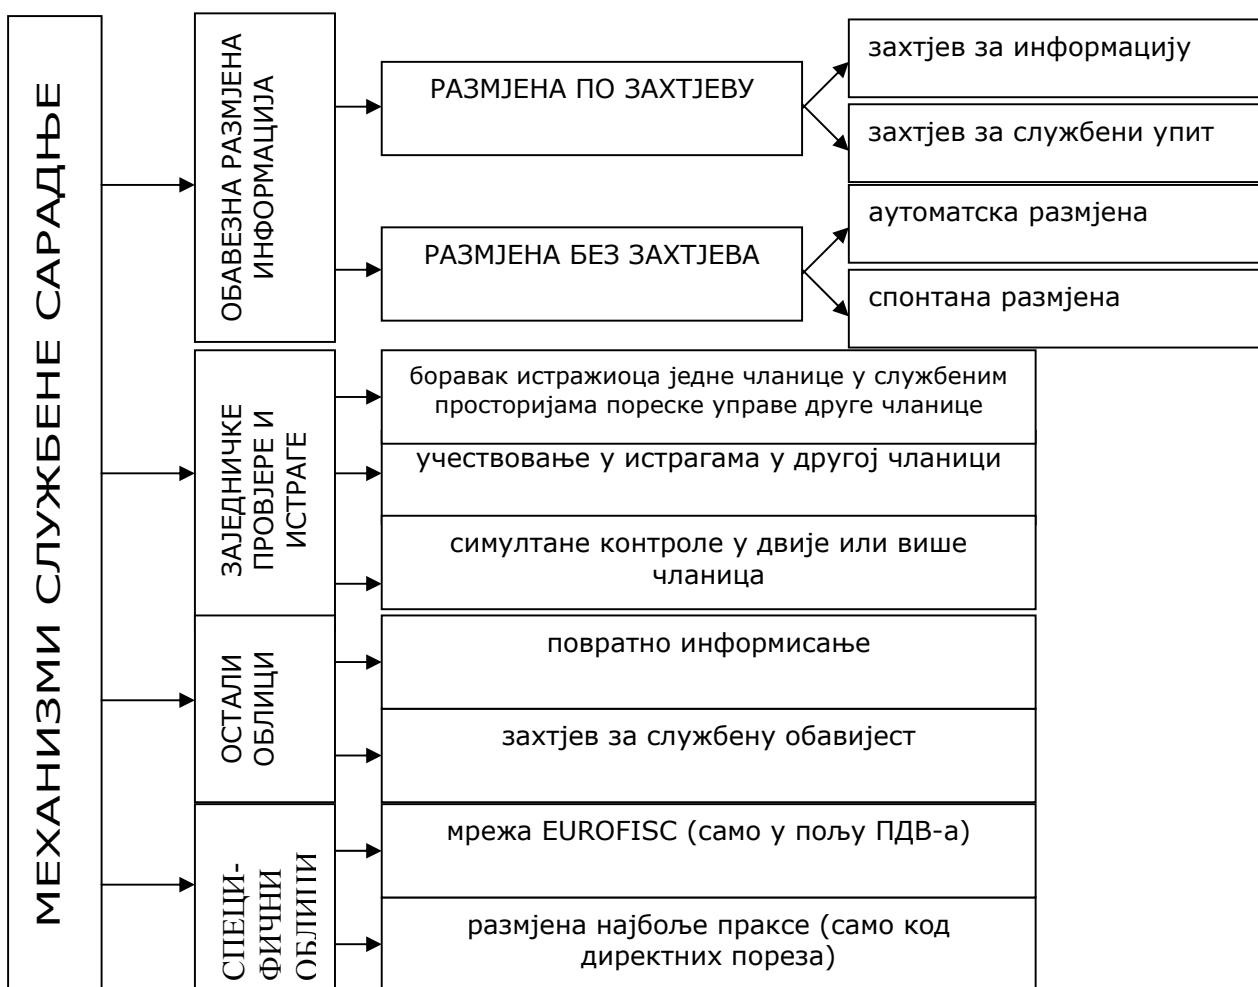 МЕХАНИЗМИ СЛУЖБЕНЕ САРАДЊЕ
ОБАВЕЗНА РАЗМЈЕНА
ИНФОРМАЦИЈА
РАЗМЈЕНА ПО ЗАХТЈЕВУ
захтјев за информацију
захтјев за службени упит
РАЗМЈЕНА БЕЗ ЗАХТЈЕВА
аутоматска размјена
спонтана размјена
ЗАЈЕДНИЧКЕ
ПРОВЈЕРЕ И
ИСТРАГЕ
боравак истражиоца једне чланице у службеним
просторијама пореске управе друге чланице
учествовање у истрагама у другој чланици
симултане контроле у двије или више
чланица
ОСТАЛИ
ОБЛИЦИ
повратно информисање
захтјев за службену обавијест
СПЕЦИ-
ФИЧНИ
ОБЛИЦИ
мрежа EUROFISC (само у пољу ПДВ-а)
размјена најбоље праксе (само код
директних пореза)